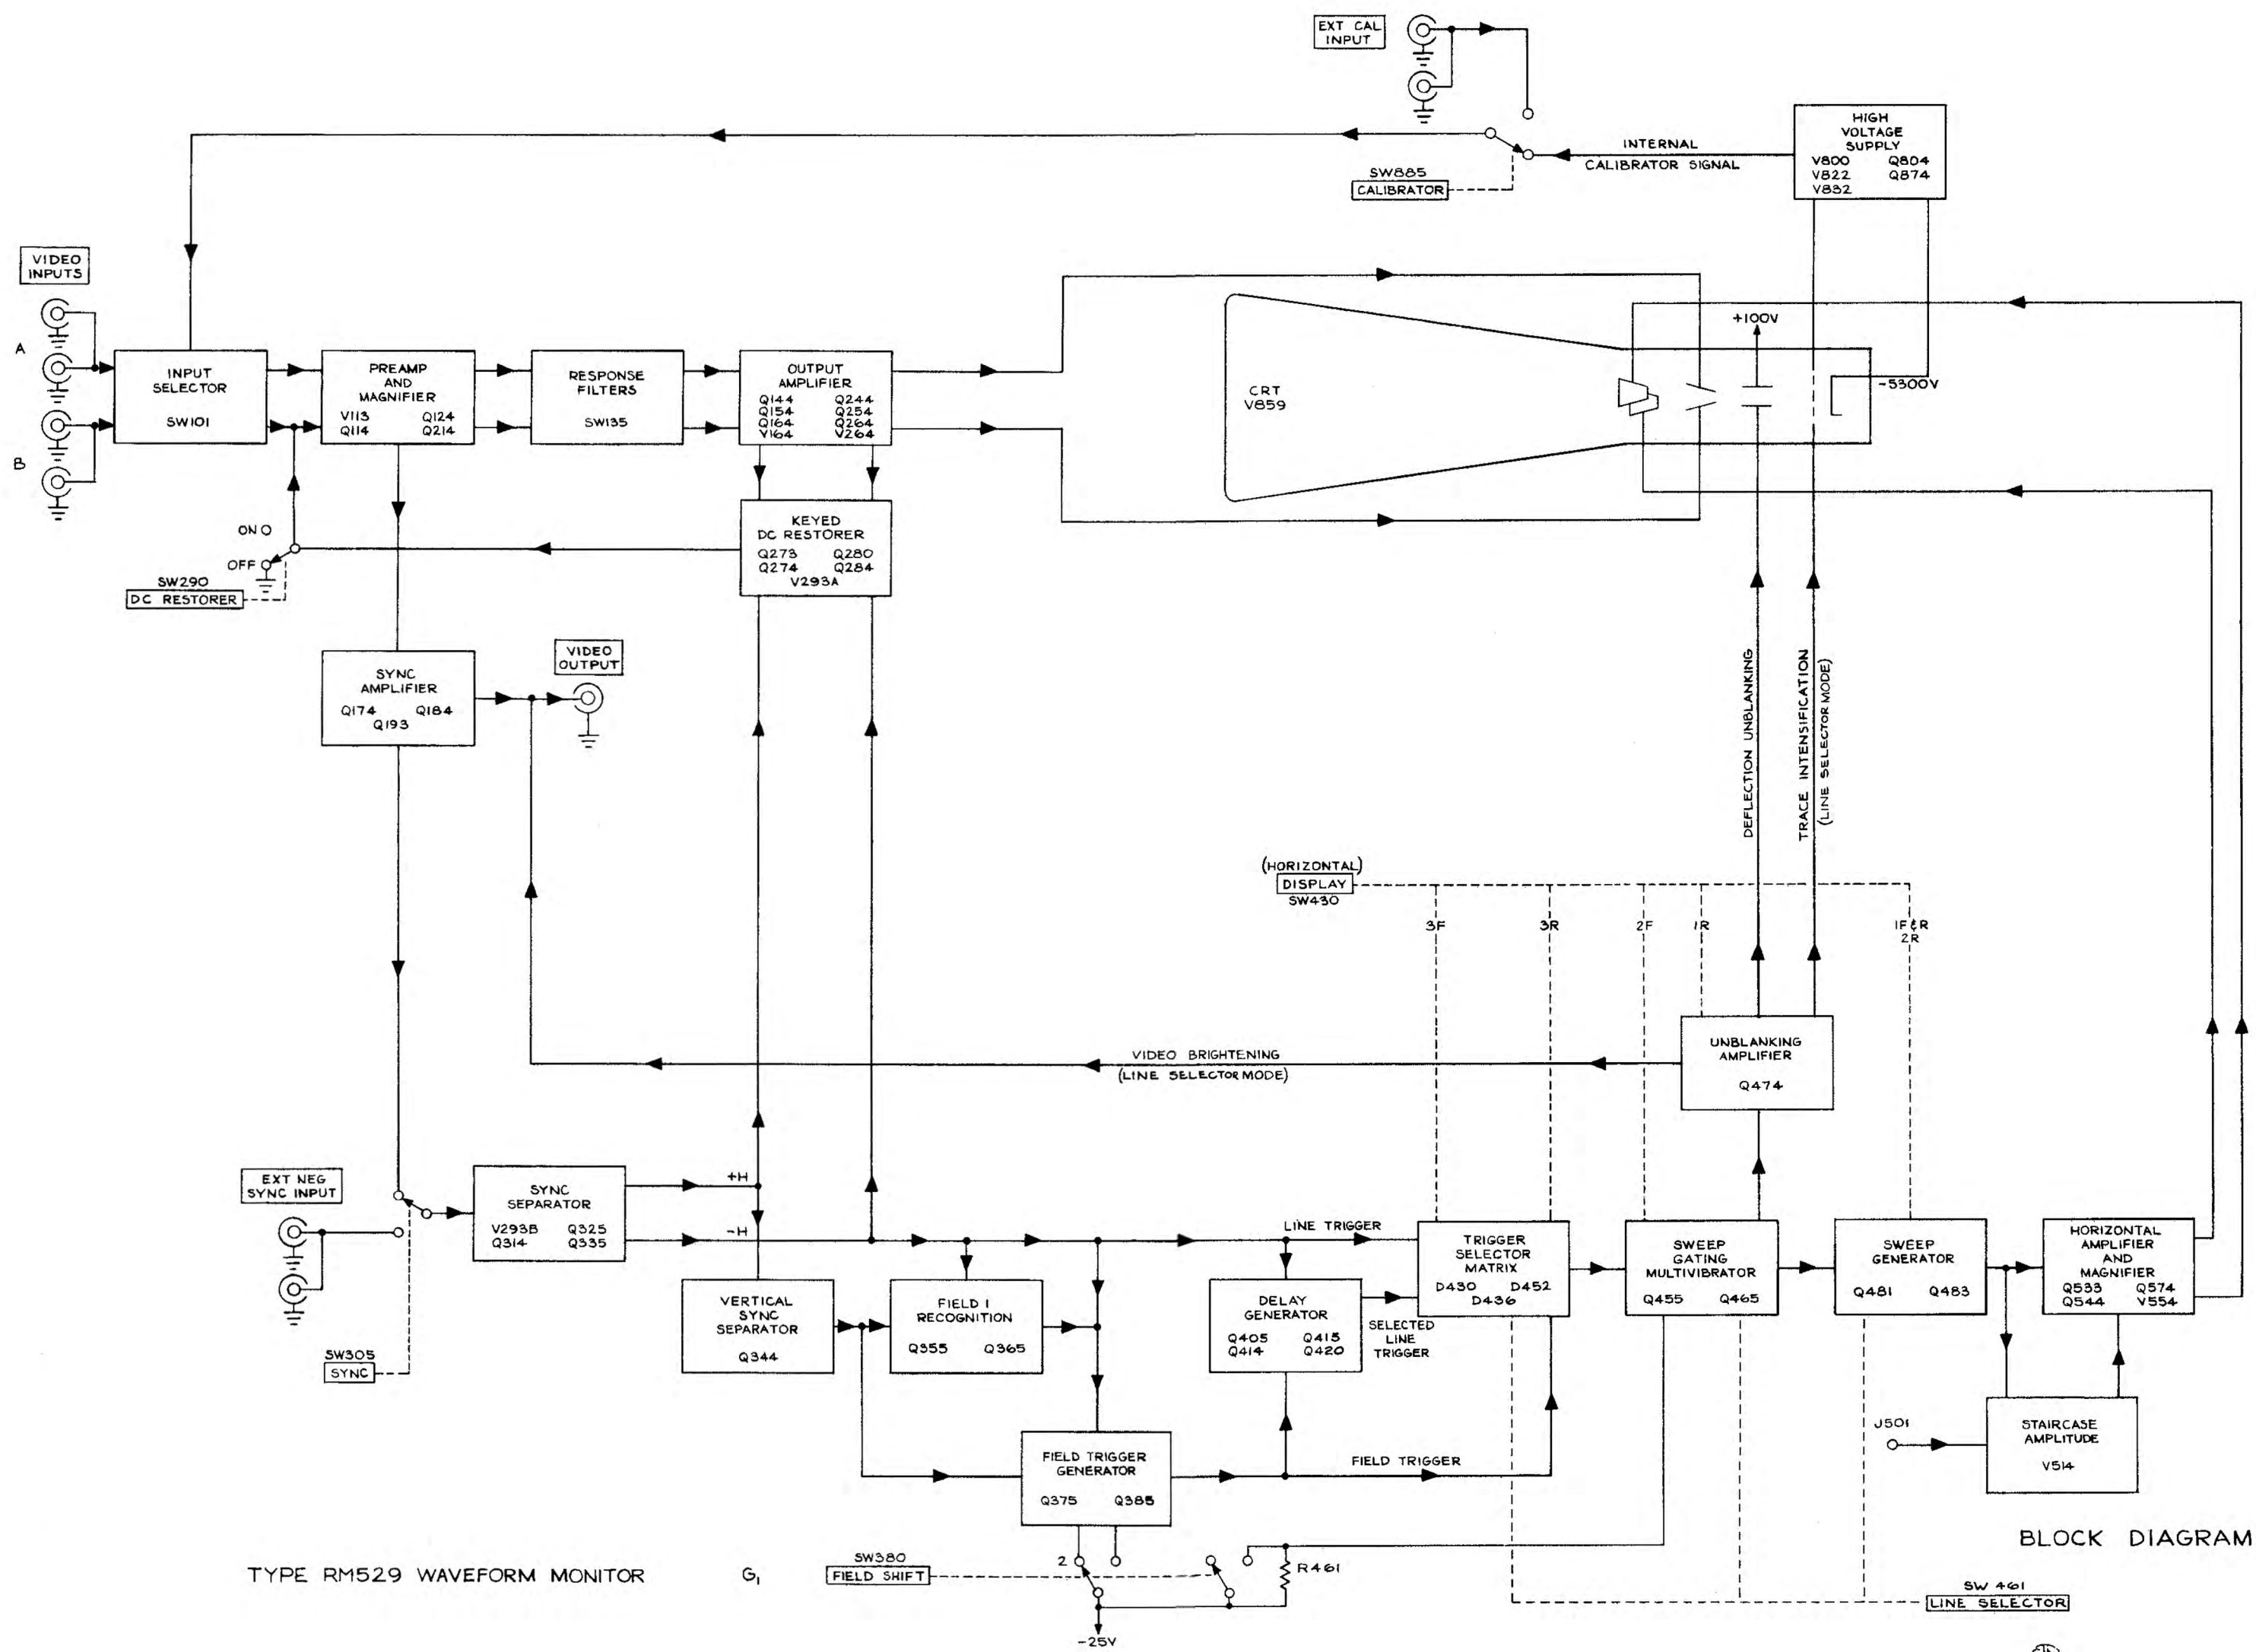 EXT CAL
INPUT
HIGH
VOLTAGE
SUPPLY
V800 Q804
V822 Q874
V832
INTERNAL
CALIBRATOR SIGNAL
SW885
CALIBRATOR
VIDEO
INPUTS
A
B
INPUT
SELECTOR
SW101
PREAMP
AND
MAGNIFIER
V113 Q124
Q114 Q214
RESPONSE
FILTERS
SW135
OUTPUT
AMPLIFIER
Q144 Q244
Q154 Q254
Q164 Q264
V164 V264
CRT
V859
+100V
-5300V
KEYED
DC RESTORER
Q273 Q280
Q274 Q284
V293A
ON
OFF
SW290
DC RESTORER
SYNC
AMPLIFIER
Q174 Q184
Q193
VIDEO
OUTPUT
DEFLECTION UNBLANKING
TRACE INTENSIFICATION
(LINE SELECTOR MODE)
(HORIZONTAL)
DISPLAY
SW430
3F
3R
2F
1R
1F&R
2R
UNBLANKING
AMPLIFIER
Q474
VIDEO BRIGHTENING
(LINE SELECTOR MODE)
EXT NEG
SYNC INPUT
SYNC
SEPARATOR
V293B Q325
Q314 Q335
+H
-H
LINE TRIGGER
TRIGGER
SELECTOR
MATRIX
D430 D452
D436
SWEEP
GATING
MULTIVIBRATOR
Q455 Q465
SWEEP
GENERATOR
Q481 Q483
HORIZONTAL
AMPLIFIER
AND
MAGNIFIER
Q533 Q574
Q544 V554
VERTICAL
SYNC
SEPARATOR
Q344
FIELD 1
RECOGNITION
Q355 Q365
DELAY
GENERATOR
Q405 Q415
Q414 Q420
SELECTED
LINE
TRIGGER
SW305
SYNC
FIELD TRIGGER
GENERATOR
Q375 Q385
FIELD TRIGGER
J501
STAIRCASE
AMPLITUDE
V514
SW380
FIELD SHIFT
2
R461
-25V
SW 461
LINE SELECTOR
BLOCK DIAGRAM
TYPE RM529 WAVEFORM MONITOR
G1